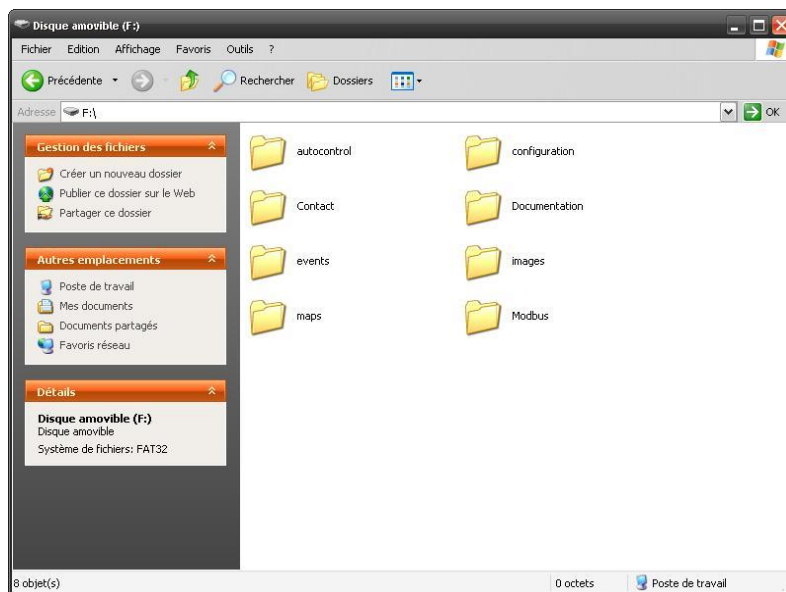 Disque amovible (F:)
Fichier Edition Affichage Favoris Outils ?
Précédente Rechercher Dossiers
Adresse F:\ OK
Gestion des fichiers
Créer un nouveau dossier
Publier ce dossier sur le Web
Partager ce dossier
Autres emplacements
Poste de travail
Mes documents
Documents partagés
Favoris réseau
Détails
Disque amovible (F:)
Disque amovible
Système de fichiers: FAT32
autocontrol configuration
Contact Documentation
events images
maps Modbus
8 objet(s) 0 octets Poste de travail